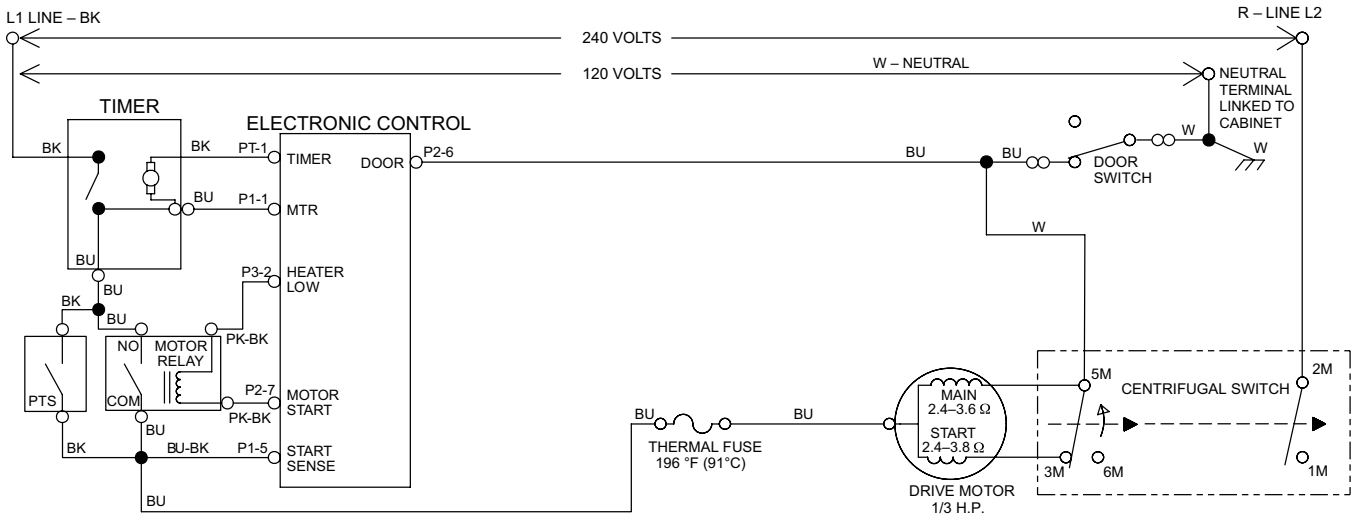 L1 LINE – BK
R – LINE L2
240 VOLTS
W – NEUTRAL
120 VOLTS
NEUTRAL
TERMINAL
LINKED TO
CABINET
TIMER
ELECTRONIC CONTROL
BK
BK
PT-1
TIMER
DOOR
P2-6
BU
BU
W
W
DOOR
SWITCH
BU
P1-1
MTR
W
BU
BU
P3-2
HEATER
LOW
BK
BU
PK-BK
NO
MOTOR
RELAY
PTS
COM
P2-7
MOTOR
START
PK-BK
BU
BK
BU-BK
P1-5
START
SENSE
BU
BU
BU
THERMAL FUSE
196 °F (91°C)
MAIN
2.4–3.6 Ω
START
2.4–3.8 Ω
DRIVE MOTOR
1/3 H.P.
5M
CENTRIFUGAL SWITCH
2M
3M
6M
1M